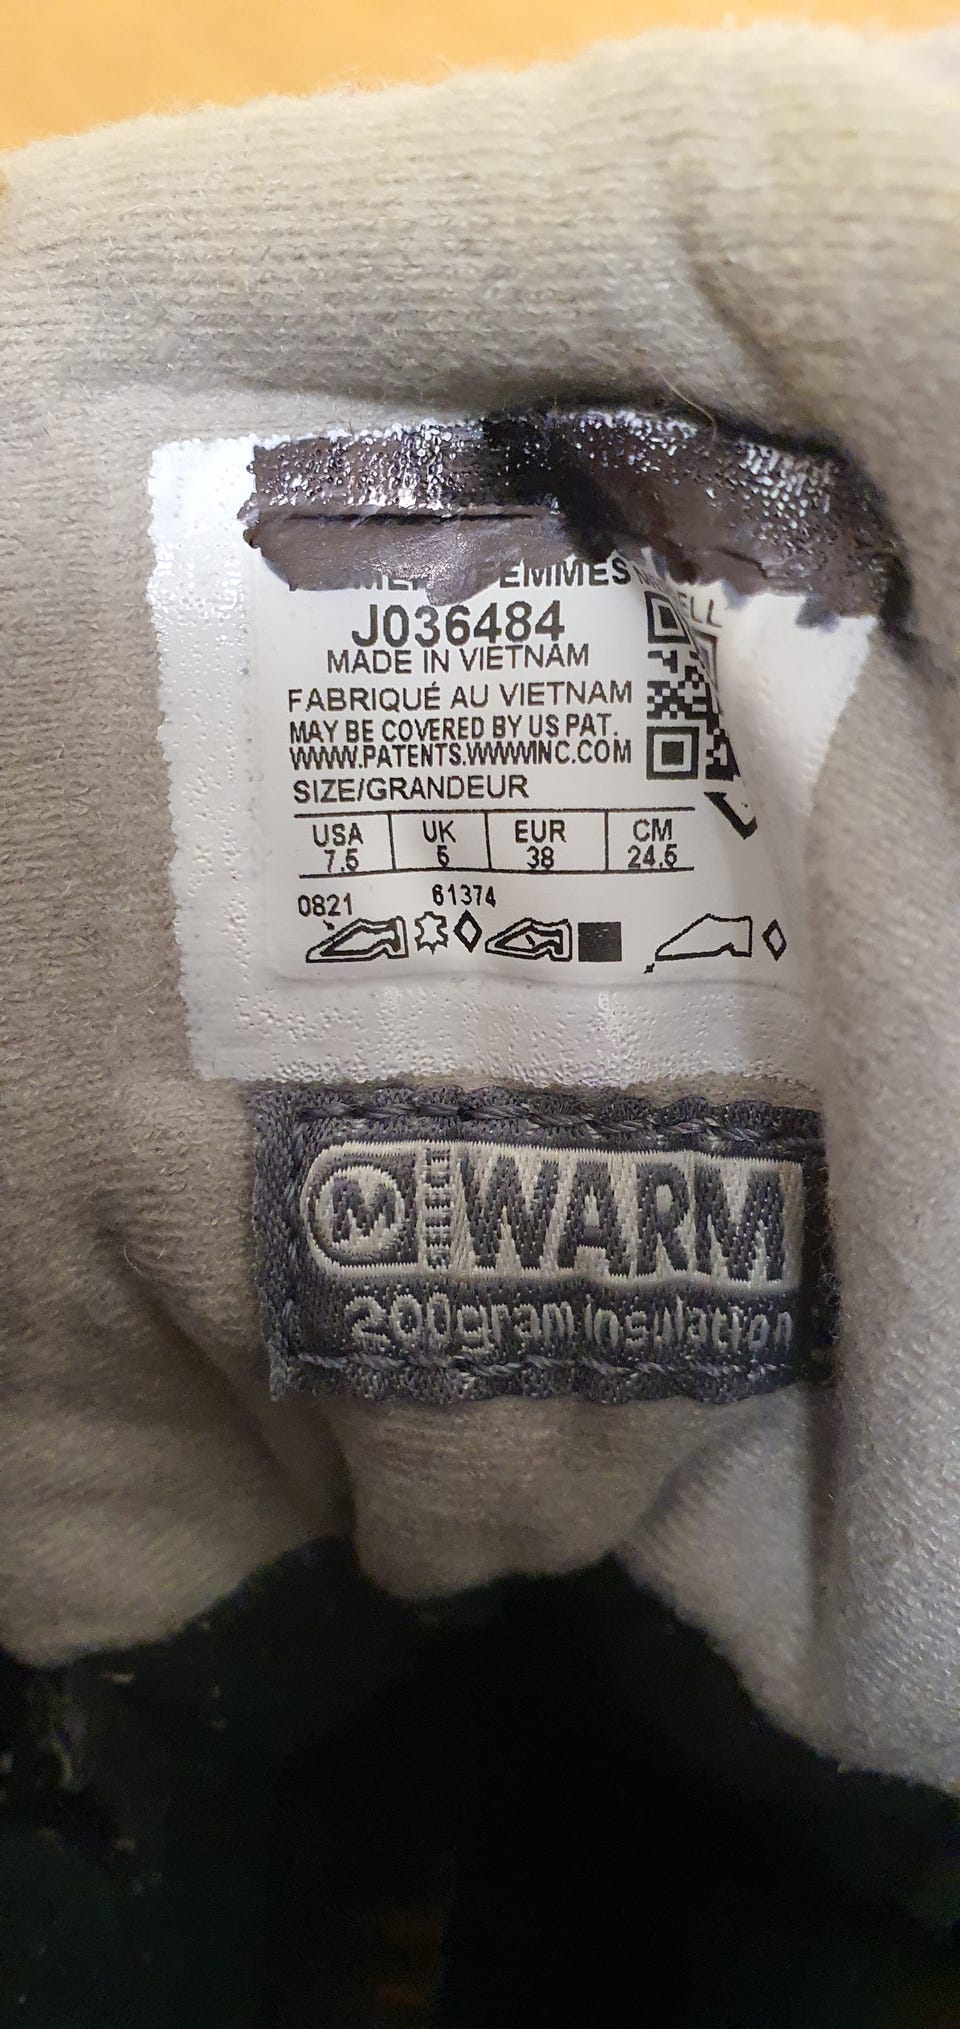 FEMMES
J036484
MADE IN VIETNAM
FABRIQUÉ AU VIETNAM
MAY BE COVERED BY US PAT.
WWW.PATENTS.WWWINC.COM
SIZE/GRANDEUR
USA UK EUR CM
7.5 5 38 24.5
0821 61374
M SELECT WARM
200gram insulation